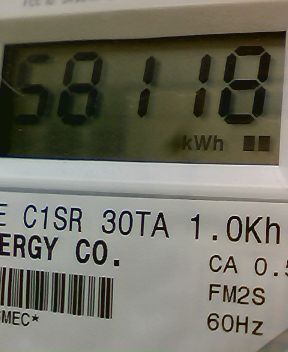 58118
kWh
E C1SR 30TA 1.0Kh
ERGY CO.
CA 0.5
FM2S
MEC*
60Hz